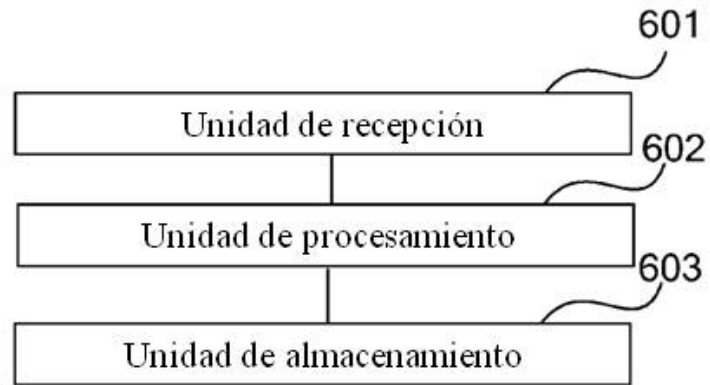 601
Unidad de recepción
602
Unidad de procesamiento
603
Unidad de almacenamiento